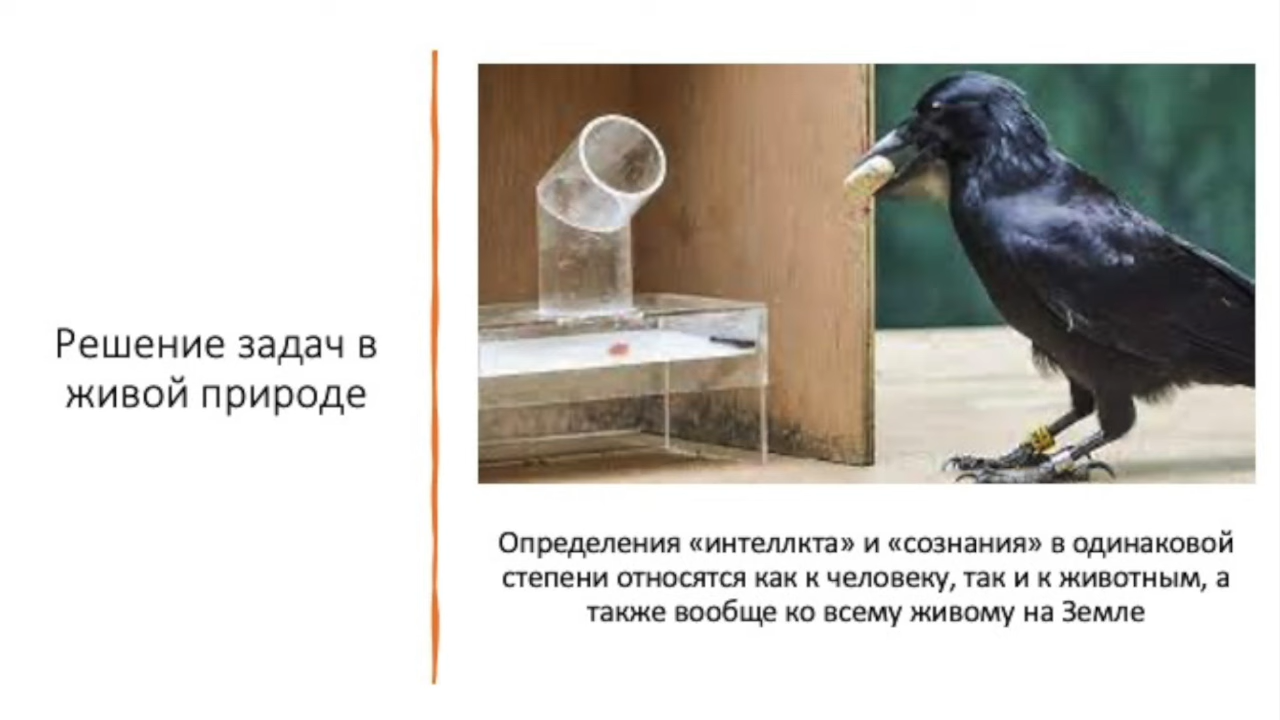 Решение задач в
живой природе
Определения «интеллкта» и «сознания» в одинаковой
степени относятся как к человеку, так и к животным, а
также вообще ко всему живому на Земле